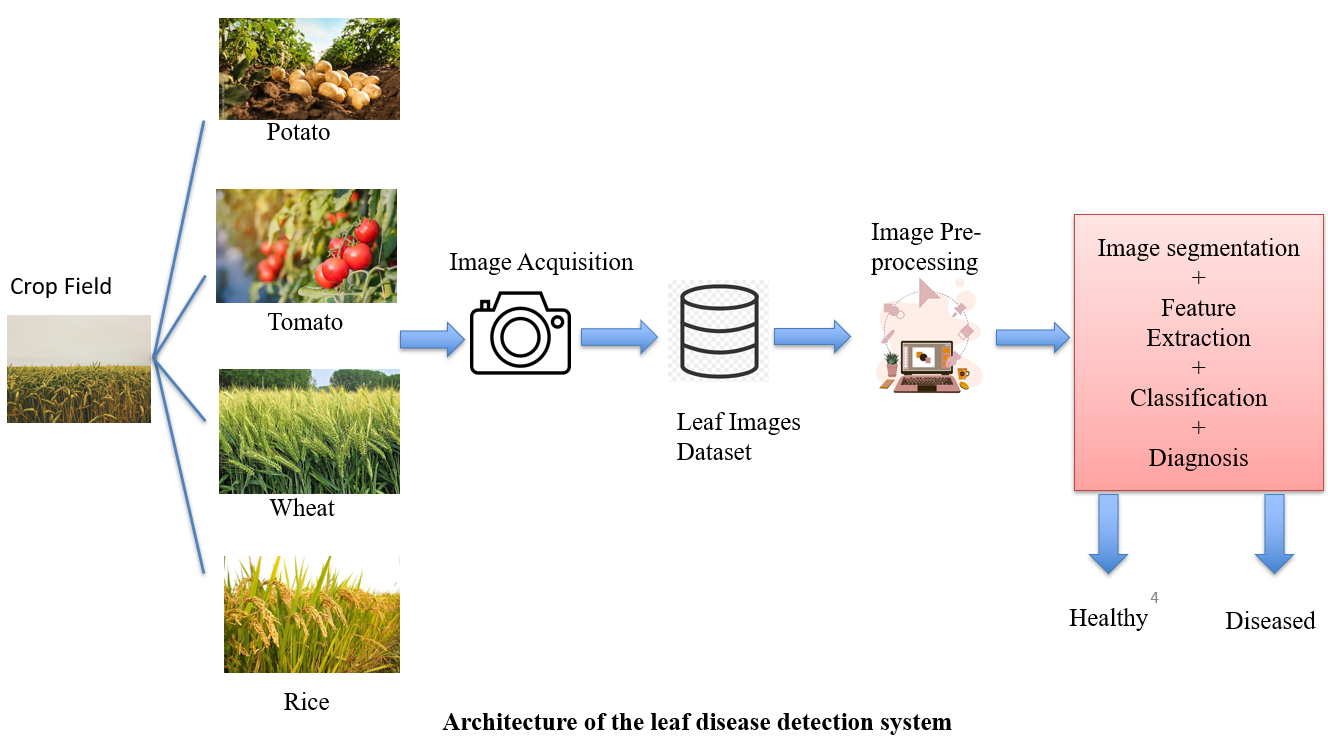 Potato
Tomato
Crop Field
Wheat
Rice
Image Acquisition
Leaf Images
Dataset
Image Pre-
processing
Image segmentation
+
Feature
Extraction
+
Classification
+
Diagnosis
Healthy
4
Diseased
Architecture of the leaf disease detection system